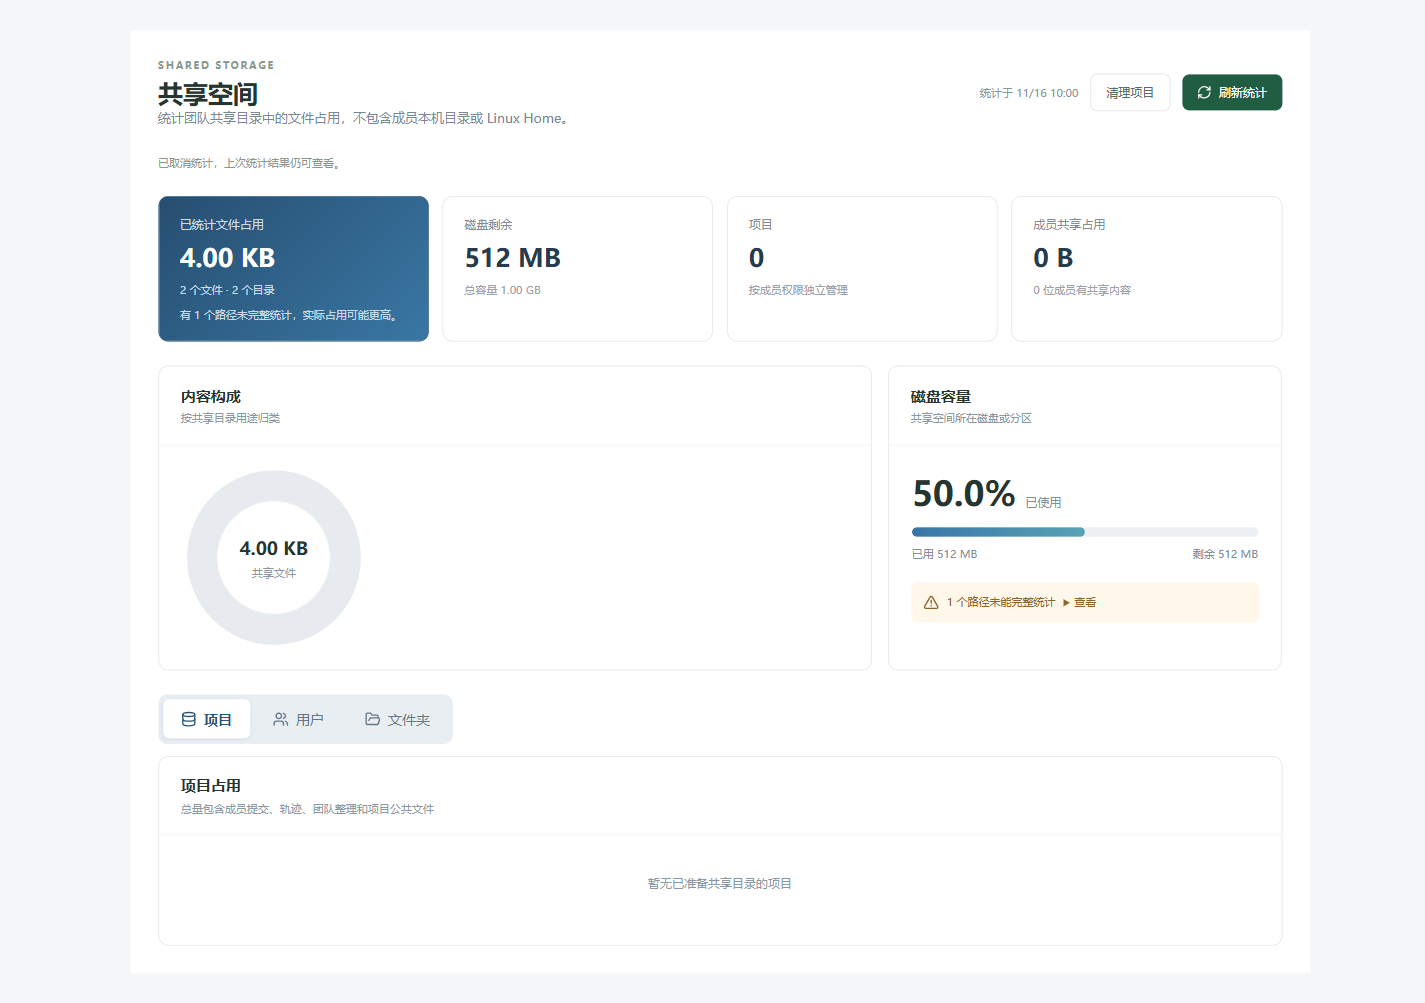 SHARED STORAGE
共享空间
统计团队共享目录中的文件占用，不包含成员本机目录或 Linux Home。
统计于 11/16 10:00
清理项目
刷新统计
已取消统计，上次统计结果仍可查看。
已统计文件占用
4.00 KB
2 个文件 · 2 个目录
有 1 个路径未完整统计，实际占用可能更高。
磁盘剩余
512 MB
总容量 1.00 GB
项目
0
按成员权限独立管理
成员共享占用
0 B
0 位成员有共享内容
内容构成
按共享目录用途归类
4.00 KB
共享文件
磁盘容量
共享空间所在磁盘或分区
50.0% 已使用
已用 512 MB
剩余 512 MB
1 个路径未能完整统计 ▶ 查看
项目
用户
文件夹
项目占用
总量包含成员提交、轨迹、团队整理和项目公共文件
暂无已准备共享目录的项目